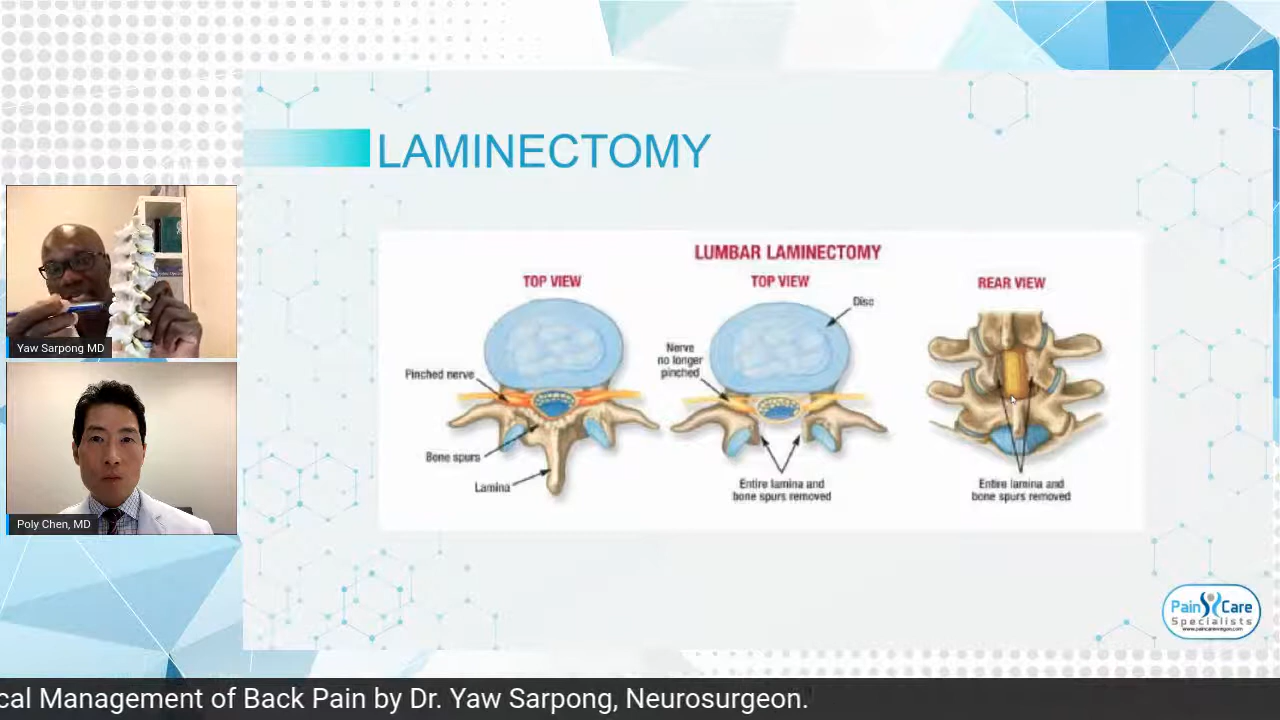 LAMINECTOMY
LUMBAR LAMINECTOMY
TOP VIEW
TOP VIEW
REAR VIEW
Disc
Nerve
no longer
pinched
Pinched nerve
Bone spurs
Lamina
Entire lamina and
bone spurs removed
Entire lamina and
bone spurs removed
Yaw Sarpong MD
Poly Chen, MD
Pain Care
Specialists
cal Management of Back Pain by Dr. Yaw Sarpong, Neurosurgeon.